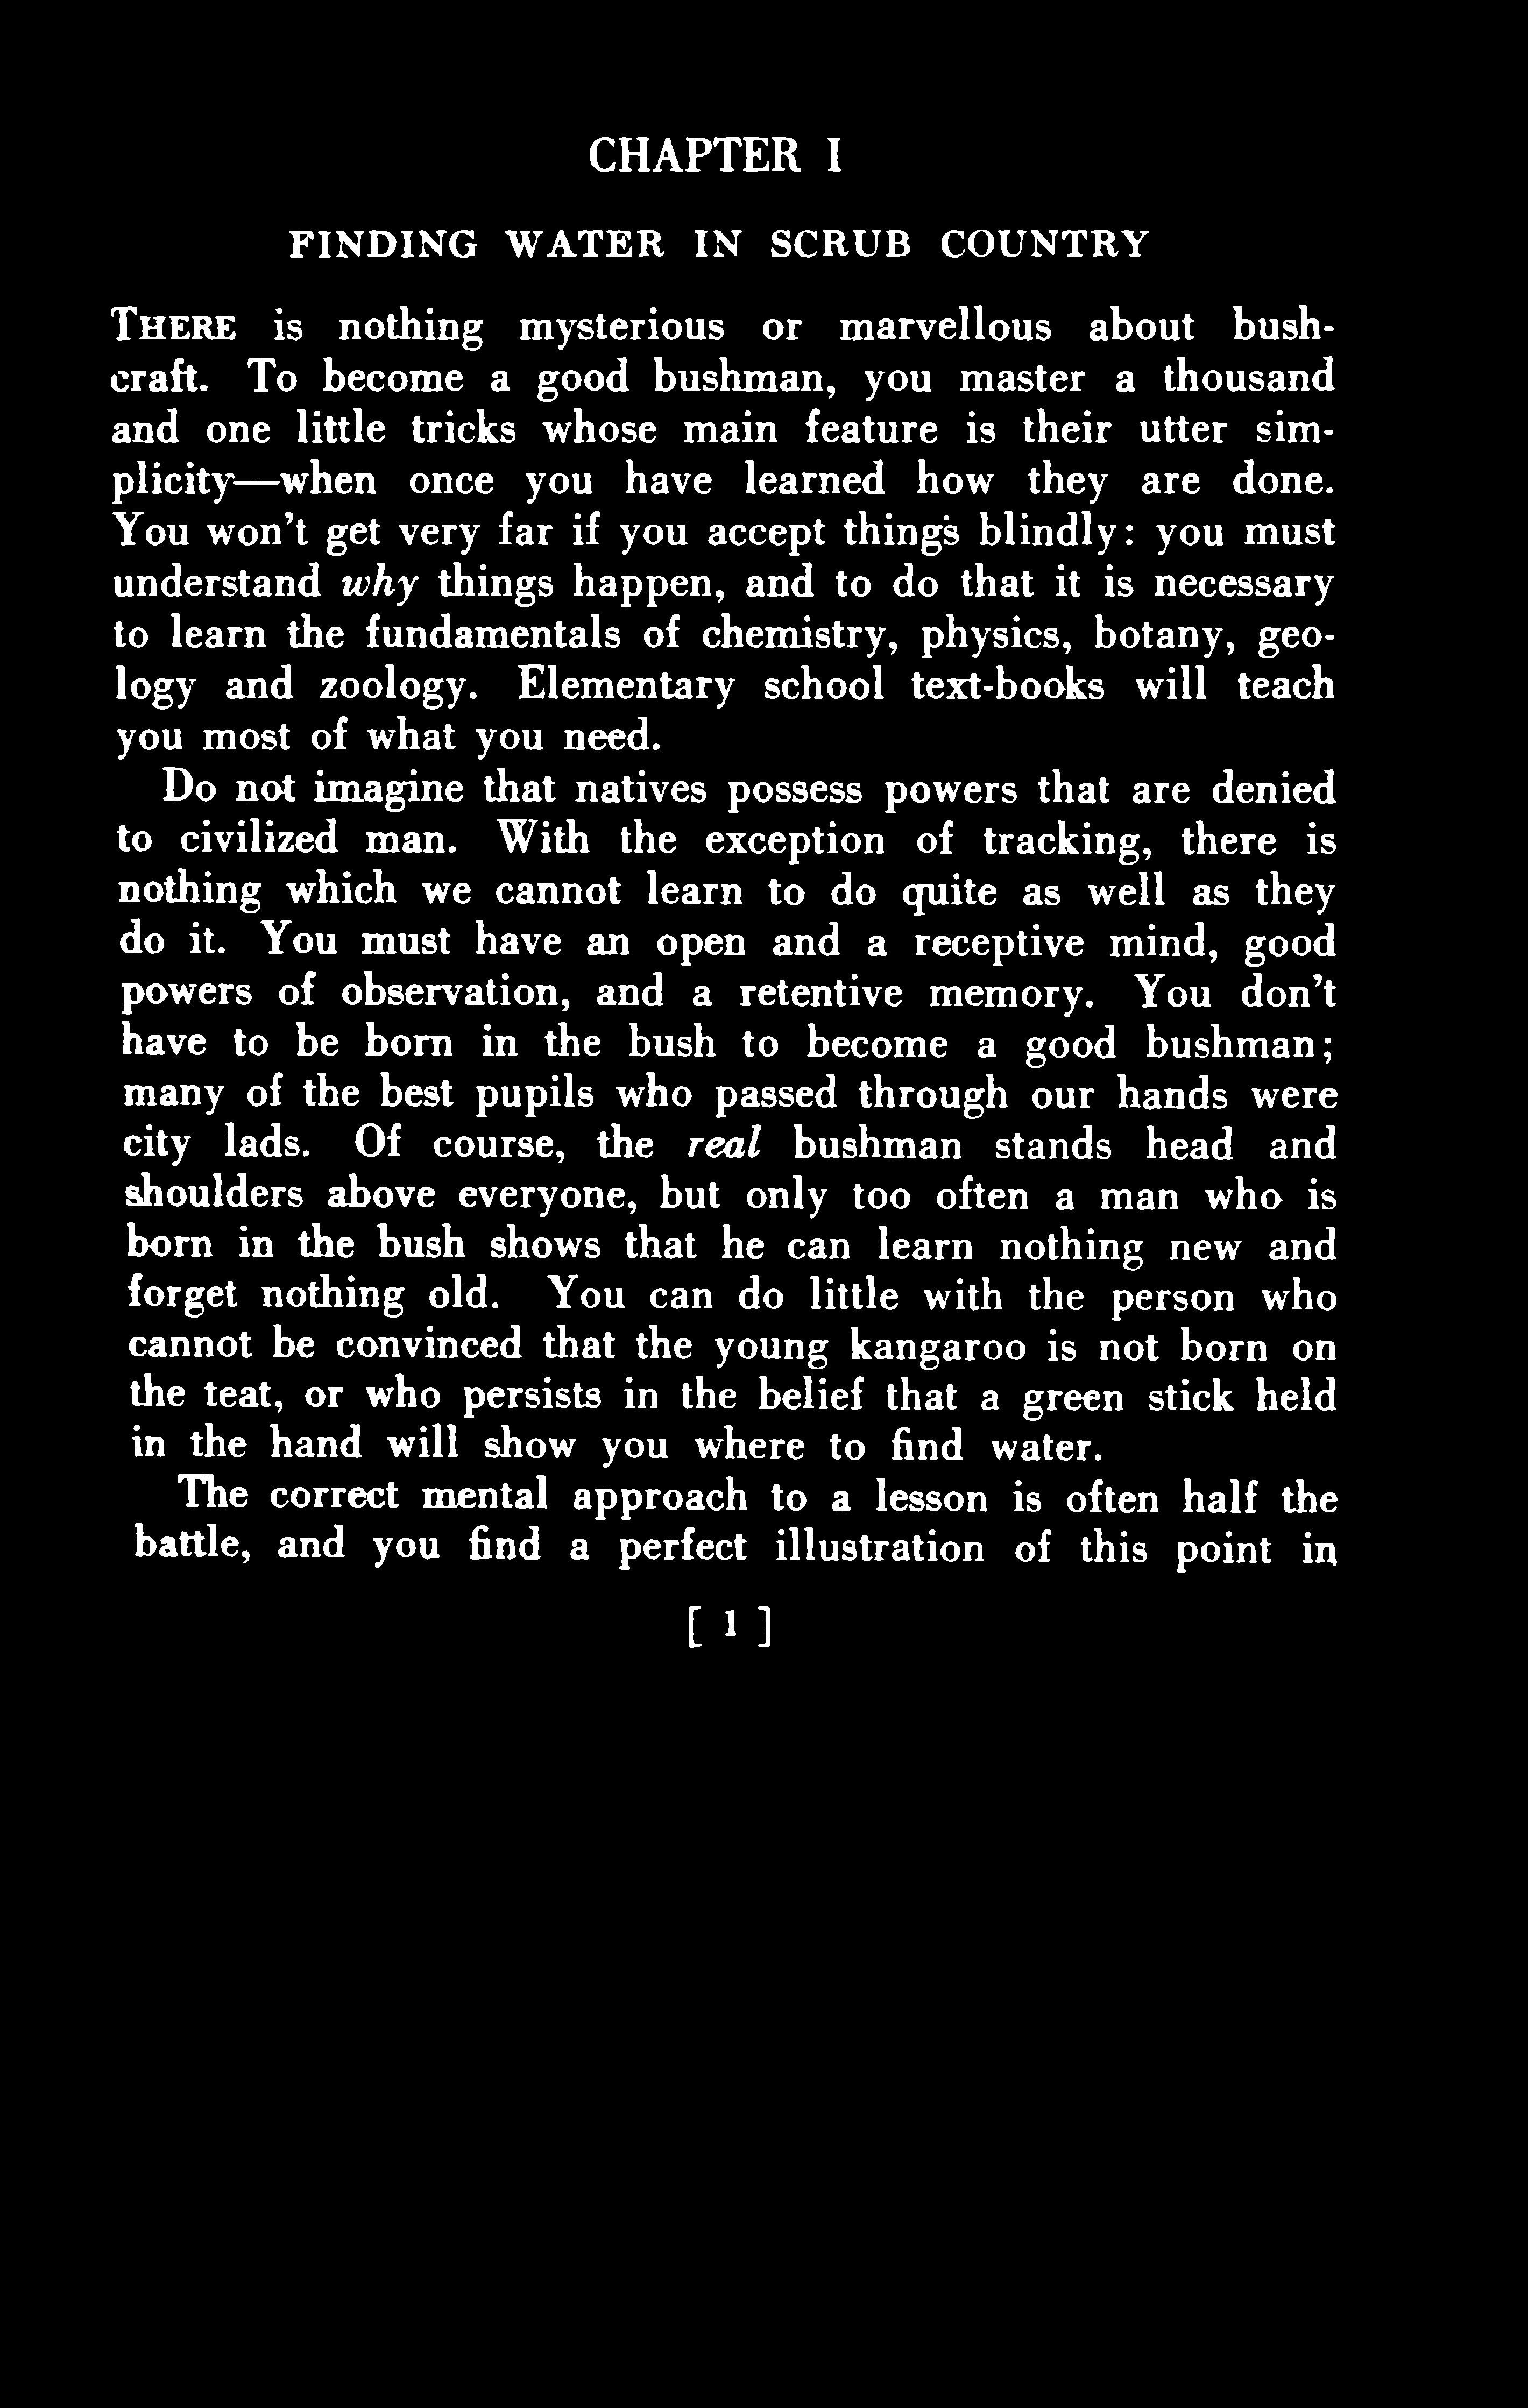 CHAPTER I
FINDING WATER IN SCRUB COUNTRY
THERE is nothing mysterious or marvellous about bush-
craft. To become a good bushman, you master a thousand
and one little tricks whose main feature is their utter sim-
plicity—when once you have learned how they are done.
You won't get very far if you accept things blindly: you must
understand why things happen, and to do that it is necessary
to learn the fundamentals of chemistry, physics, botany, geo-
logy and zoology. Elementary school text-books will teach
you most of what you need.
Do not imagine that natives possess powers that are denied
to civilized man. With the exception of tracking, there is
nothing which we cannot learn to do quite as well as they
do it. You must have an open and a receptive mind, good
powers of observation, and a retentive memory. You don't
have to be born in the bush to become a good bushman;
many of the best pupils who passed through our hands were
city lads. Of course, the real bushman stands head and
shoulders above everyone, but only too often a man who is
born in the bush shows that he can learn nothing new and
forget nothing old. You can do little with the person who
cannot be convinced that the young kangaroo is not born on
the teat, or who persists in the belief that a green stick held
in the hand will show you where to find water.
The correct mental approach to a lesson is often half the
battle, and you find a perfect illustration of this point in
[ 1 ]